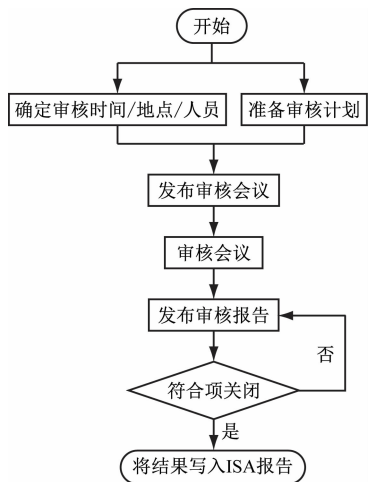 开始
确定审核时间/地点/人员
准备审核计划
发布审核会议
审核会议
发布审核报告
否
符合项关闭
是
将结果写入ISA报告